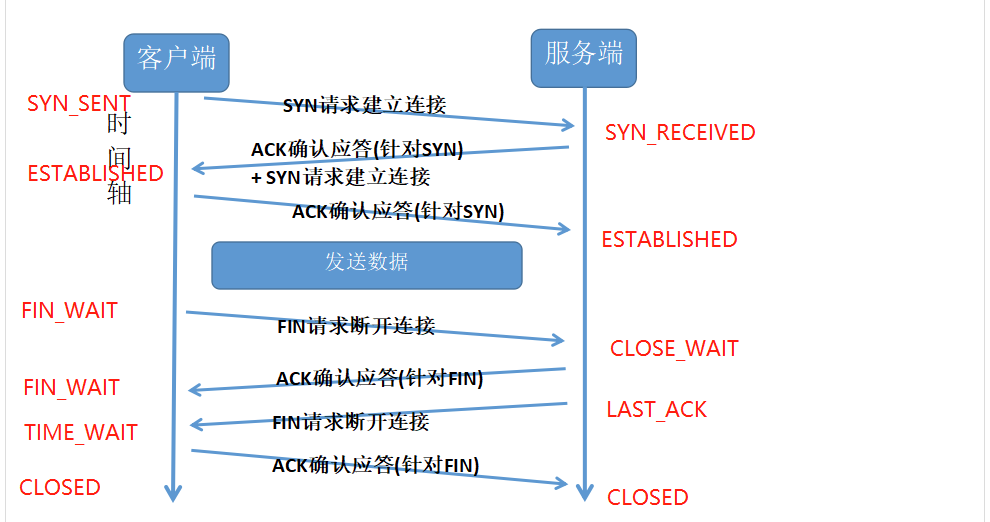 客户端
服务端
SYN_SENT
SYN请求建立连接
时
间
轴
SYN_RECEIVED
ACK确认应答(针对SYN)
+ SYN请求建立连接
ESTABLISHED
ACK确认应答(针对SYN)
ESTABLISHED
发送数据
FIN_WAIT
FIN请求断开连接
CLOSE_WAIT
ACK确认应答(针对FIN)
FIN_WAIT
LAST_ACK
FIN请求断开连接
TIME_WAIT
ACK确认应答(针对FIN)
CLOSED
CLOSED